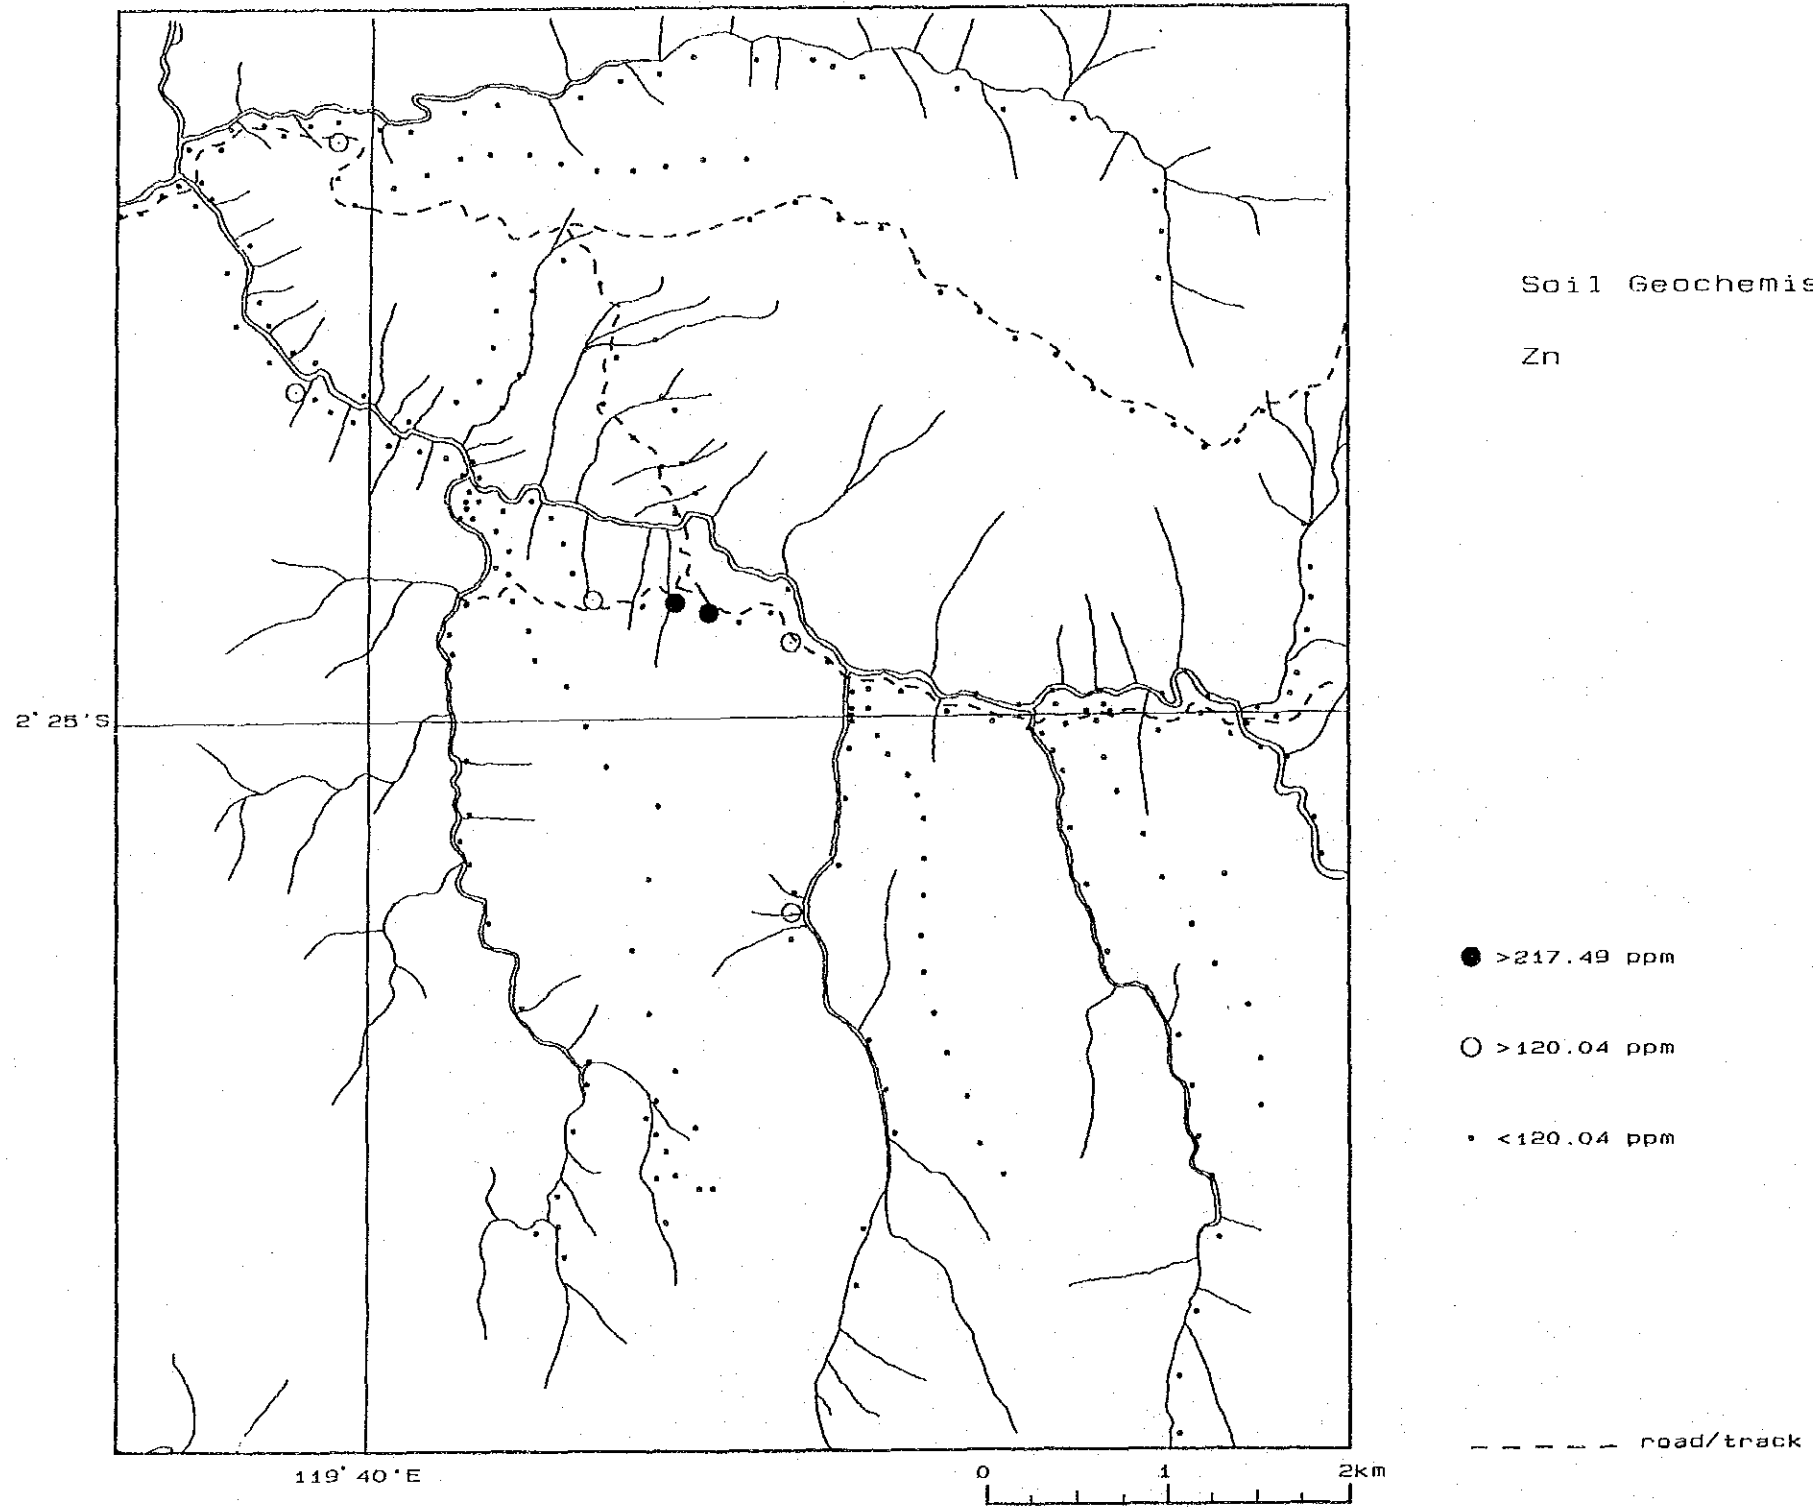 Soil Geochemis
Zn
2°25'S
>217.49 ppm
>120.04 ppm
<120.04 ppm
road/track
119°40'E
0 1 2km